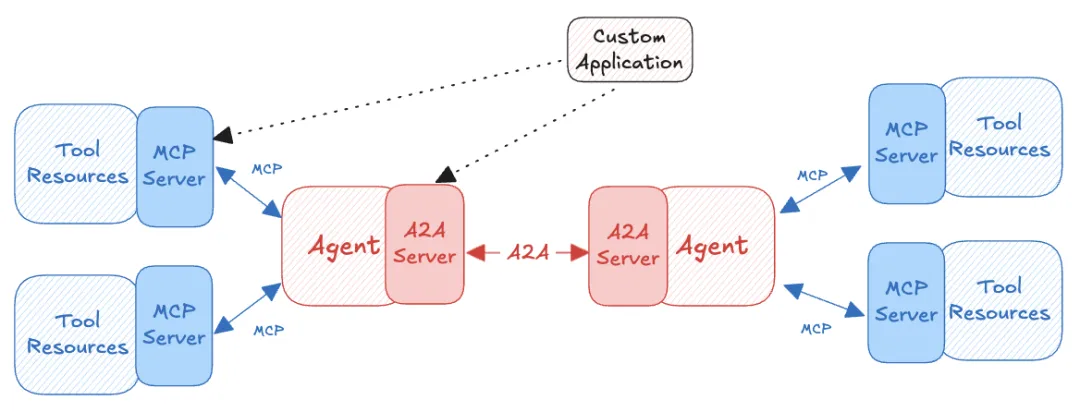 Custom
Application
Tool
Resources
MCP
Server
MCP
Agent
A2A
Server
A2A
A2A
Server
Agent
MCP
MCP
Server
Tool
Resources
Tool
Resources
MCP
Server
MCP
MCP
MCP
Server
Tool
Resources